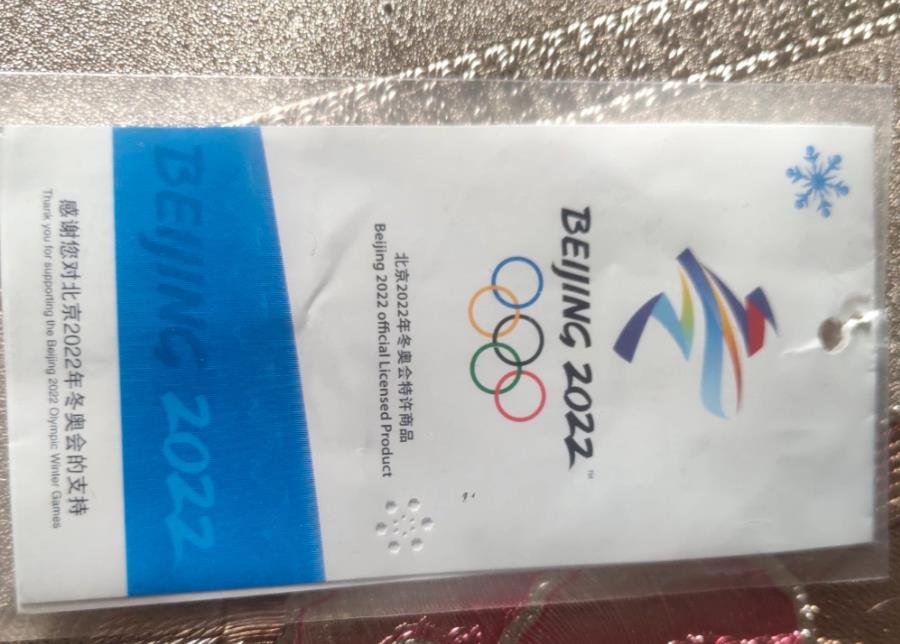 BEIJING 2022™
北京2022年冬奥会特许商品
Beijing 2022 official Licensed Product
BEIJING 2022
感谢您对北京2022年冬奥会的支持
Thank you for supporting the Beijing 2022 Olympic Winter Games